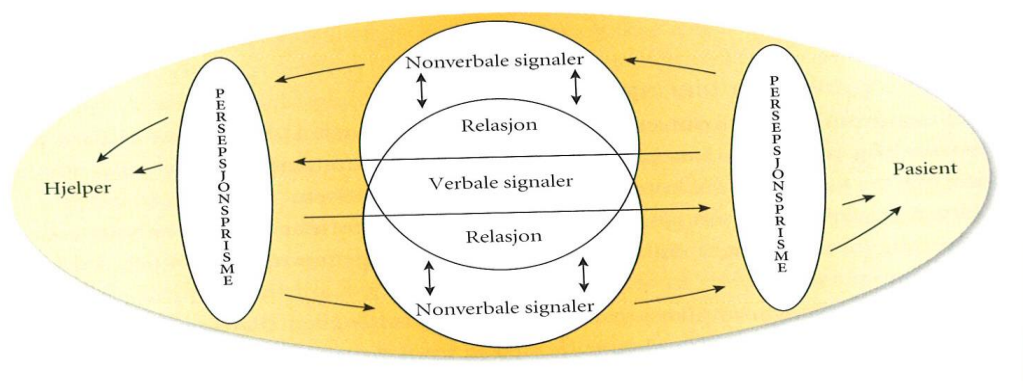 Nonverbale signaler
Relasjon
Hjelper
PERSEPSJONSPRISME
Verbale signaler
PERSEPSJONSPRISME
Pasient
Relasjon
Nonverbale signaler